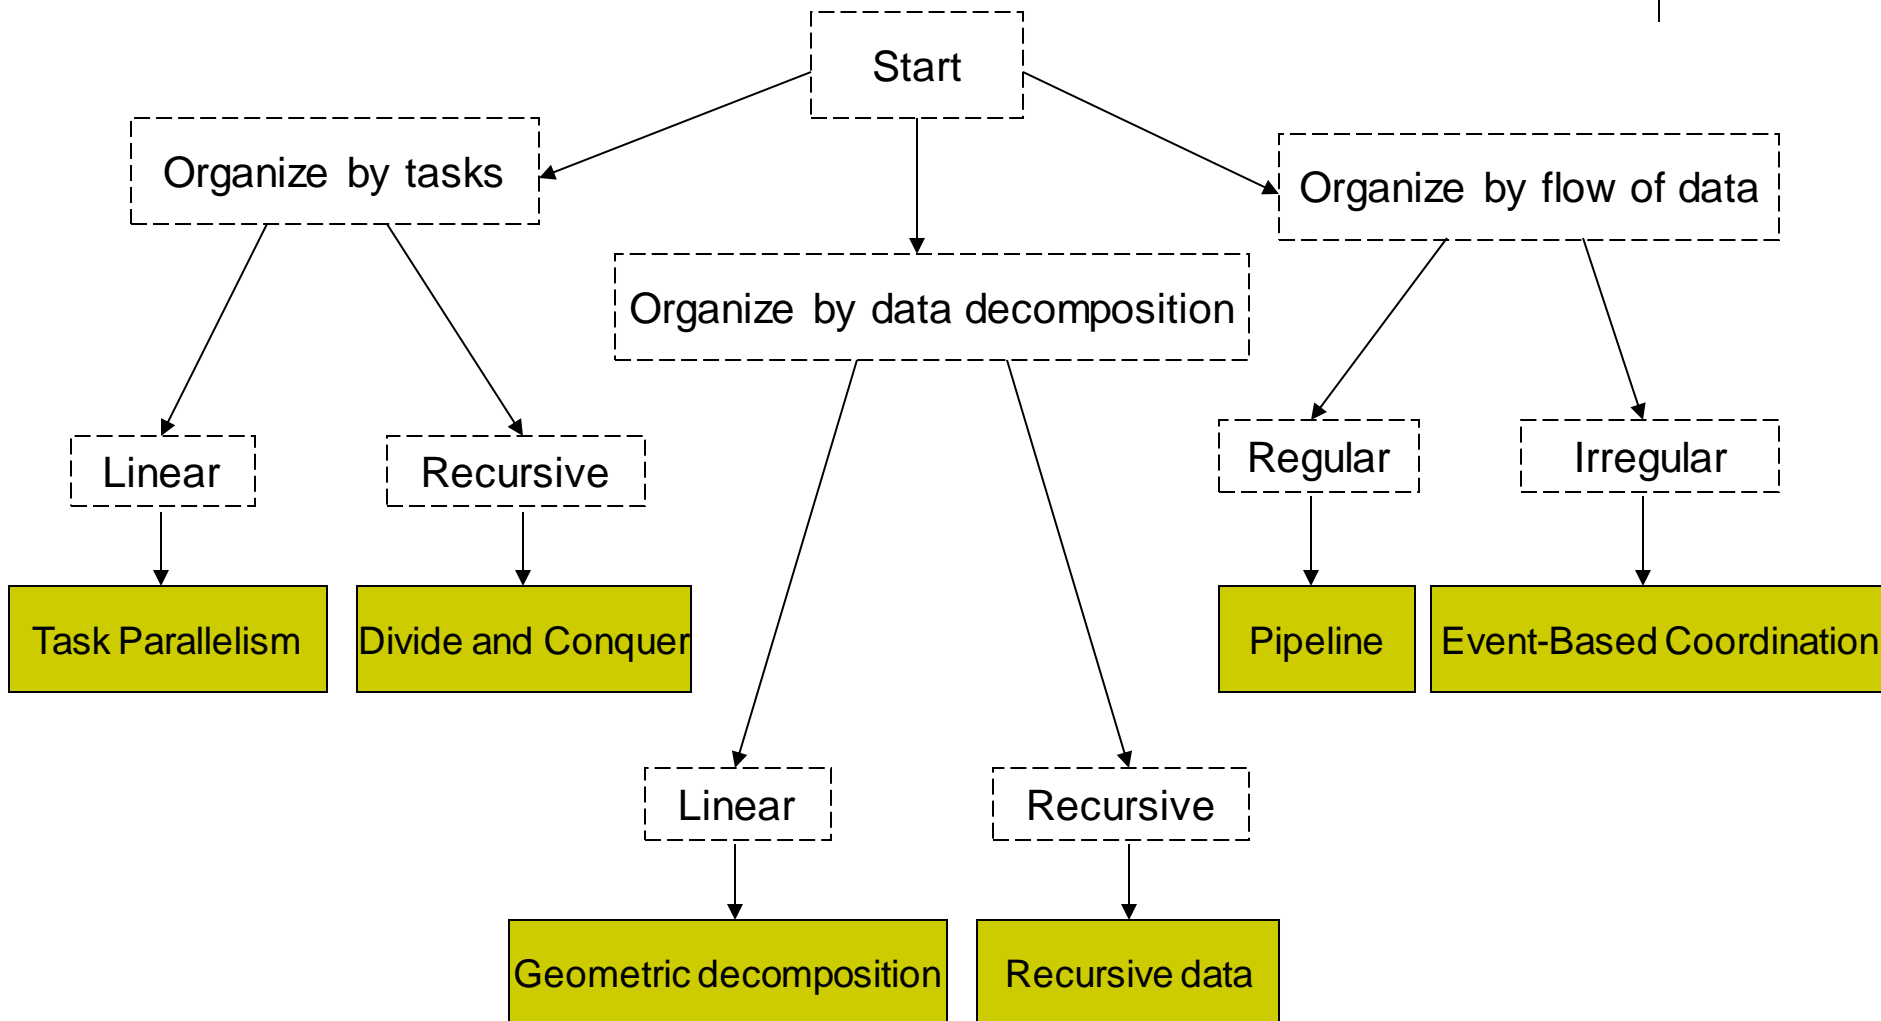 Start
Organize by tasks
Organize by flow of data
Organize by data decomposition
Linear
Recursive
Regular
Irregular
Task Parallelism
Divide and Conquer
Pipeline
Event-Based Coordination
Linear
Recursive
Geometric decomposition
Recursive data